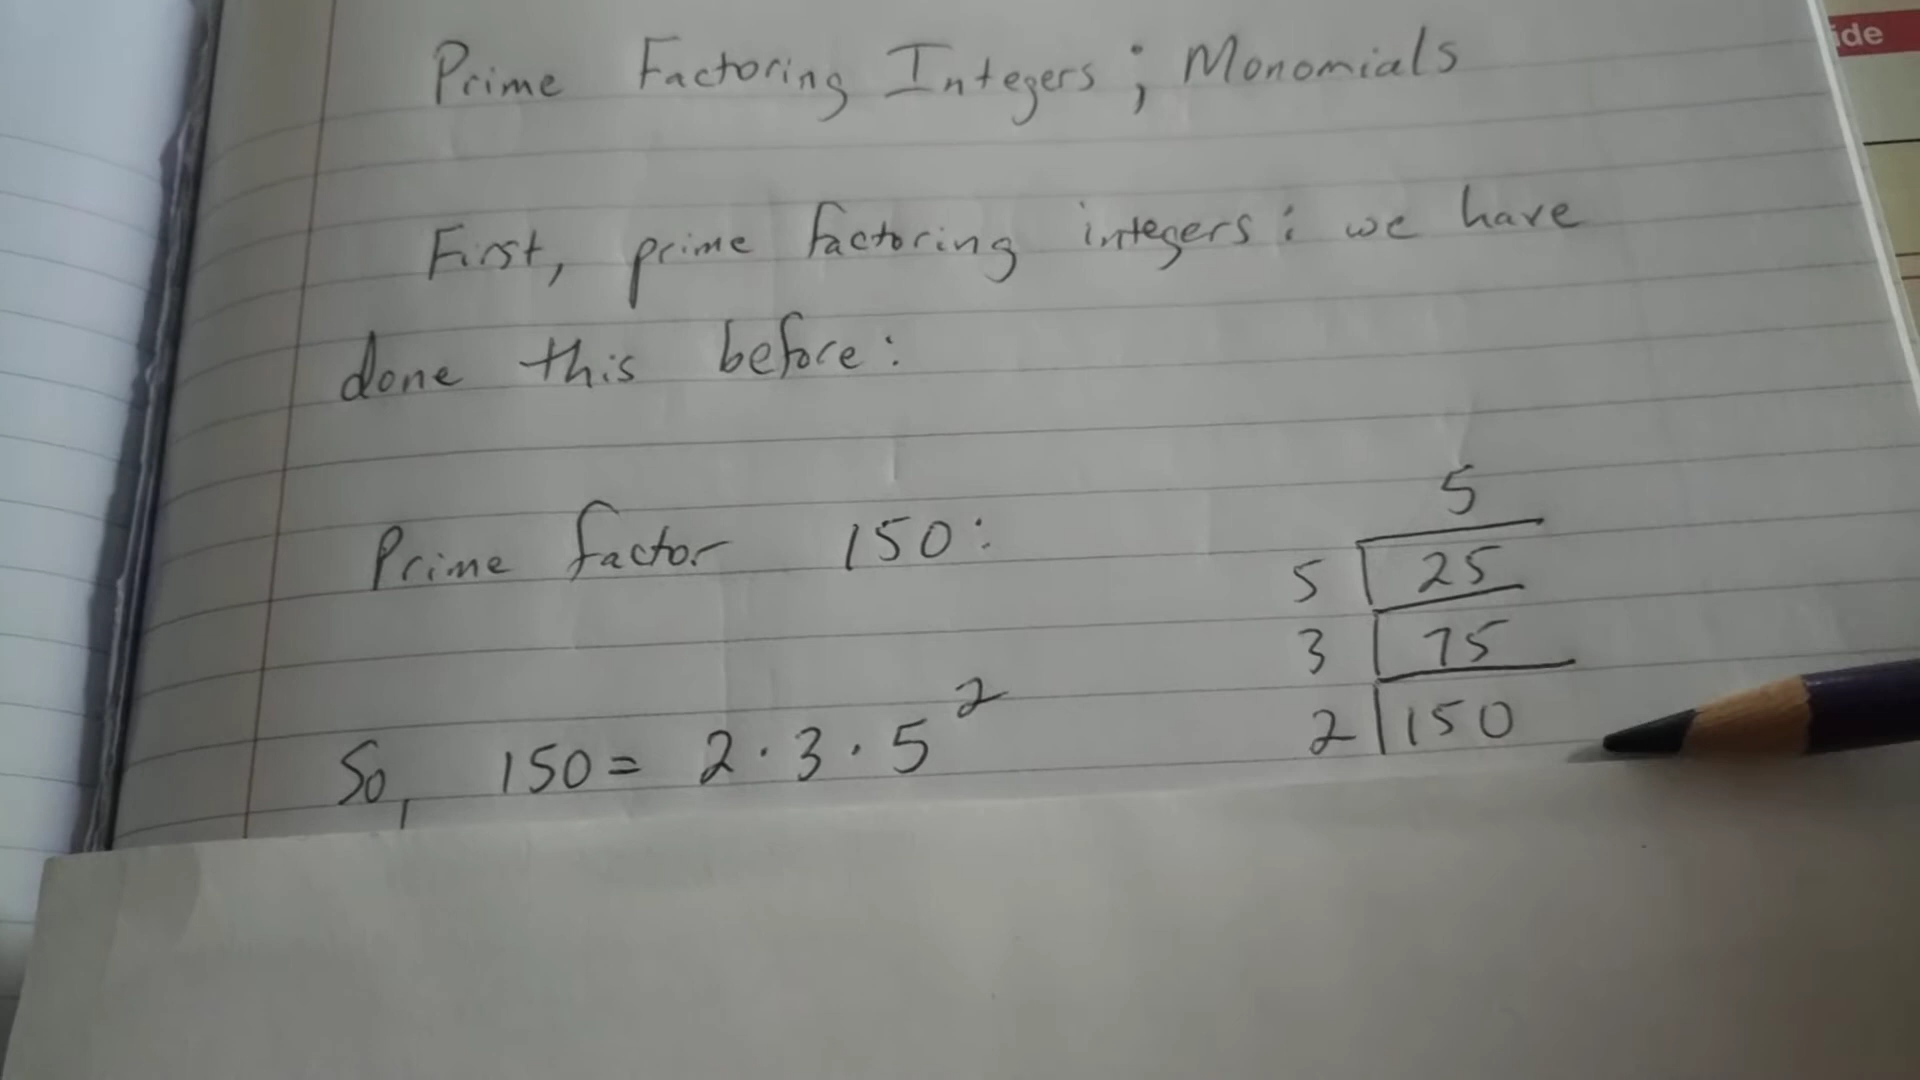 Prime Factoring Integers; Monomials
ide
First, prime factoring integers: we have
done this before:
Prime factor 150:
5
5 25
3 75
2 150
So, 150 = 2 · 3 · 5²